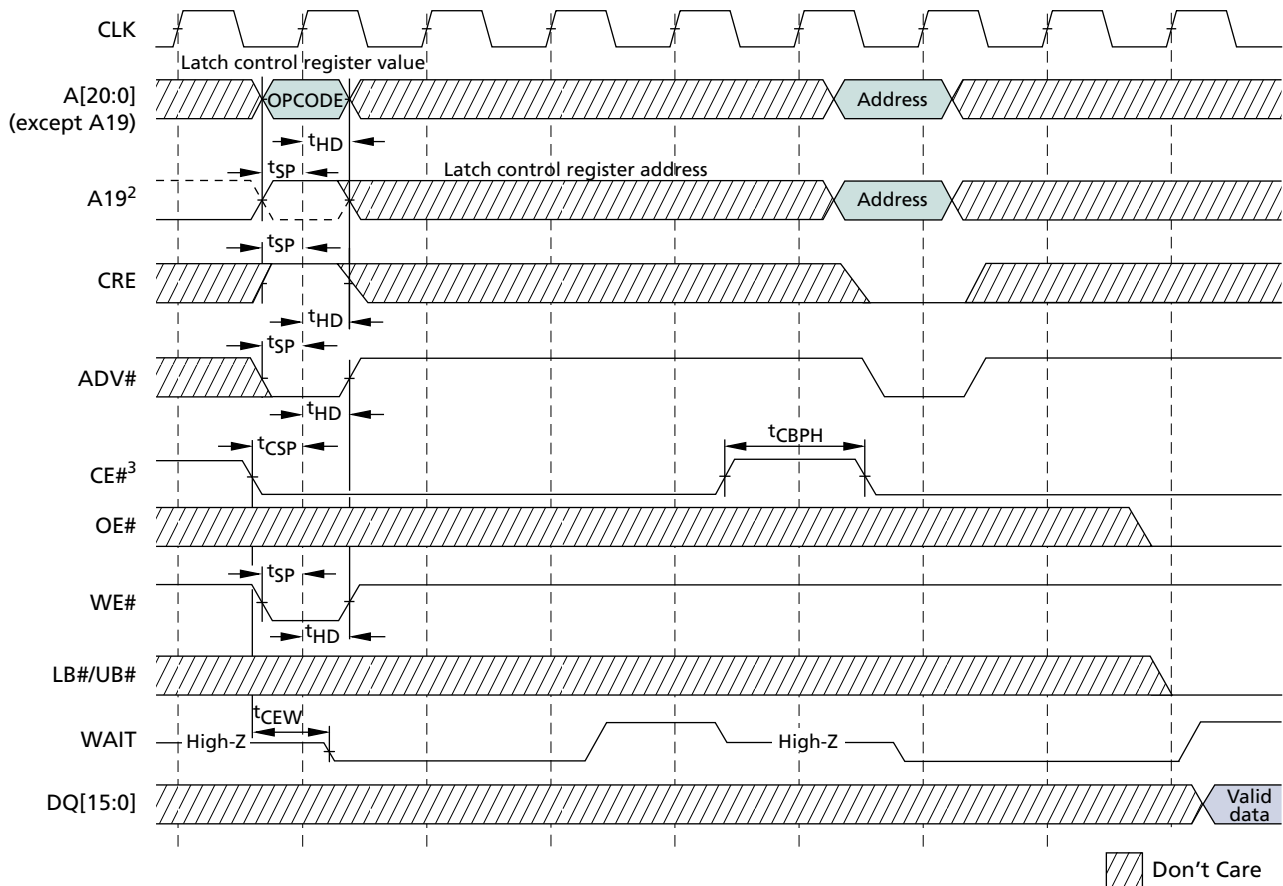 CLK
Latch control register value
A[20:0]
(except A19)
OPCODE
Address
tHD
tSP
Latch control register address
A19²
Address
tSP
CRE
tHD
tSP
ADV#
tHD
tCSP
tCBPH
CE#³
OE#
tSP
WE#
tHD
LB#/UB#
tCEW
WAIT
High-Z
High-Z
DQ[15:0]
Valid
data
Don't Care